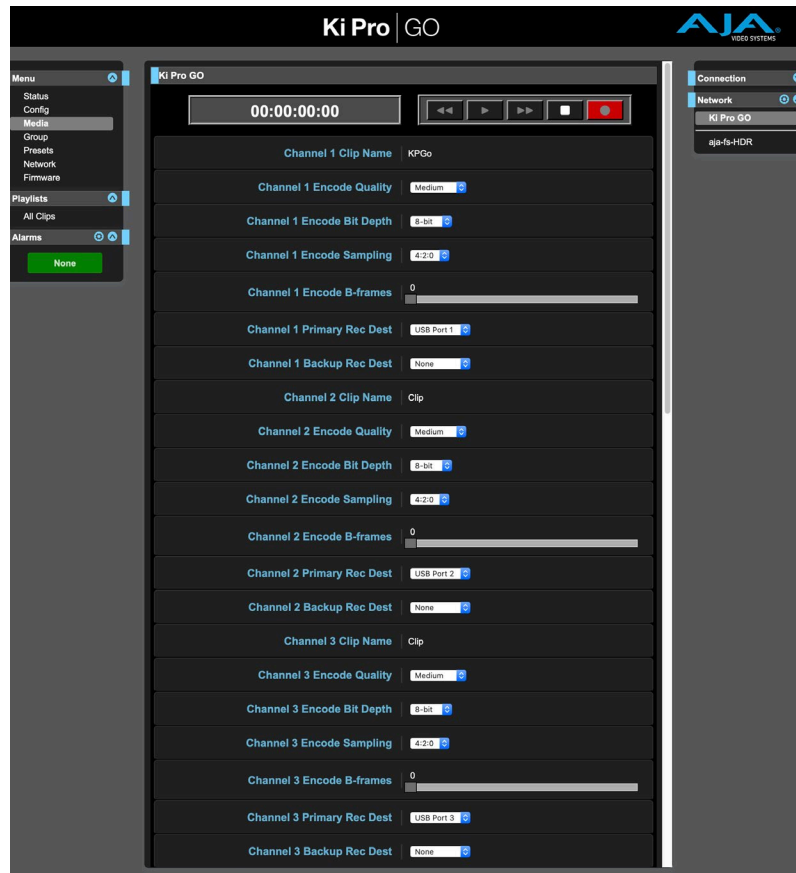 Ki Pro GO
AJA
VIDEO SYSTEMS
Menu
Status
Config
Media
Group
Presets
Network
Firmware
Playlists
All Clips
Alarms
None
Ki Pro GO
00:00:00:00
Channel 1 Clip Name KPGo
Channel 1 Encode Quality Medium
Channel 1 Encode Bit Depth 8-bit
Channel 1 Encode Sampling 4:2:0
Channel 1 Encode B-frames 0
Channel 1 Primary Rec Dest USB Port 1
Channel 1 Backup Rec Dest None
Channel 2 Clip Name Clip
Channel 2 Encode Quality Medium
Channel 2 Encode Bit Depth 8-bit
Channel 2 Encode Sampling 4:2:0
Channel 2 Encode B-frames 0
Channel 2 Primary Rec Dest USB Port 2
Channel 2 Backup Rec Dest None
Channel 3 Clip Name Clip
Channel 3 Encode Quality Medium
Channel 3 Encode Bit Depth 8-bit
Channel 3 Encode Sampling 4:2:0
Channel 3 Encode B-frames 0
Channel 3 Primary Rec Dest USB Port 3
Channel 3 Backup Rec Dest None
Connection
Network
Ki Pro GO
aja-fs-HDR